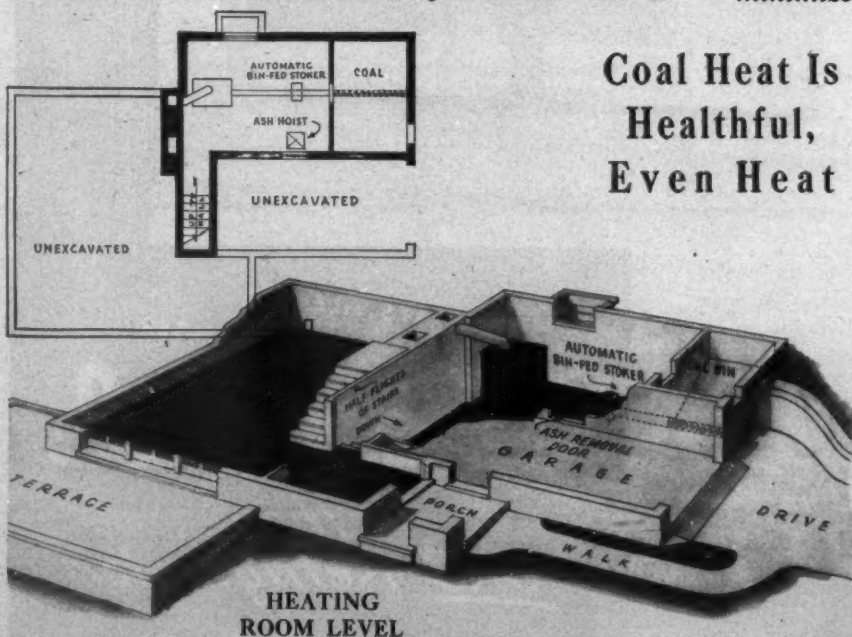 Coal Heat Is
Healthful,
Even Heat
AUTOMATIC
BIN-FED STOKER
COAL
ASH HOIST
UNEXCAVATED
UNEXCAVATED
AUTOMATIC
BIN-FED STOKER
BIN
HALF FLIGHTS
OF STAIRS
DOWN
ASH REMOVAL
DOOR
GARAGE
TERRACE
PORCH
DRIVE
WALK
HEATING
ROOM LEVEL